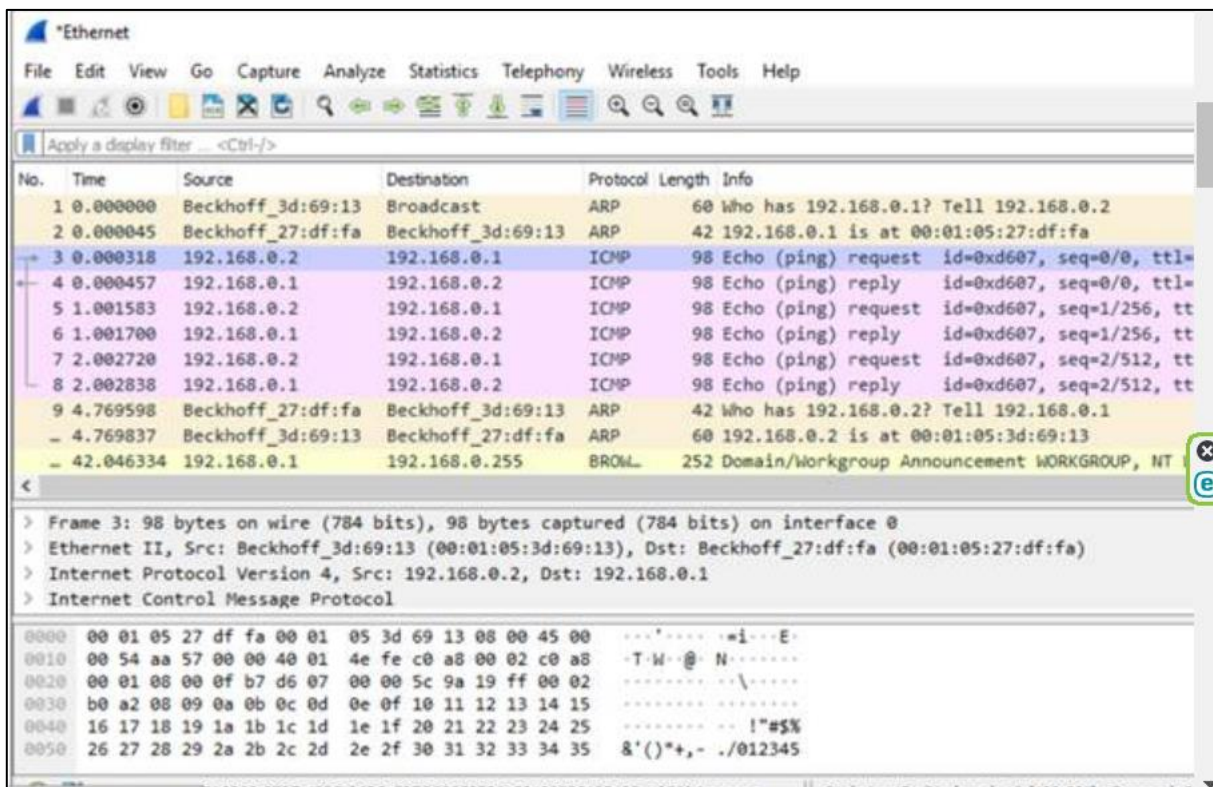 *Ethernet
File Edit View Go Capture Analyze Statistics Telephony Wireless Tools Help
Apply a display filter ... <Ctrl-/>
No. Time Source Destination Protocol Length Info
1 0.000000 Beckhoff_3d:69:13 Broadcast ARP 60 Who has 192.168.0.1? Tell 192.168.0.2
2 0.000045 Beckhoff_27:df:fa Beckhoff_3d:69:13 ARP 42 192.168.0.1 is at 00:01:05:27:df:fa
3 0.000318 192.168.0.2 192.168.0.1 ICMP 98 Echo (ping) request id=0xd607, seq=0/0, ttl=
4 0.000457 192.168.0.1 192.168.0.2 ICMP 98 Echo (ping) reply id=0xd607, seq=0/0, ttl=
5 1.001583 192.168.0.2 192.168.0.1 ICMP 98 Echo (ping) request id=0xd607, seq=1/256, tt
6 1.001700 192.168.0.1 192.168.0.2 ICMP 98 Echo (ping) reply id=0xd607, seq=1/256, tt
7 2.002720 192.168.0.2 192.168.0.1 ICMP 98 Echo (ping) request id=0xd607, seq=2/512, tt
8 2.002838 192.168.0.1 192.168.0.2 ICMP 98 Echo (ping) reply id=0xd607, seq=2/512, tt
9 4.769598 Beckhoff_27:df:fa Beckhoff_3d:69:13 ARP 42 Who has 192.168.0.2? Tell 192.168.0.1
… 4.769837 Beckhoff_3d:69:13 Beckhoff_27:df:fa ARP 60 192.168.0.2 is at 00:01:05:3d:69:13
… 42.046334 192.168.0.1 192.168.0.255 BROW… 252 Domain/Workgroup Announcement WORKGROUP, NT
> Frame 3: 98 bytes on wire (784 bits), 98 bytes captured (784 bits) on interface 0
> Ethernet II, Src: Beckhoff_3d:69:13 (00:01:05:3d:69:13), Dst: Beckhoff_27:df:fa (00:01:05:27:df:fa)
> Internet Protocol Version 4, Src: 192.168.0.2, Dst: 192.168.0.1
> Internet Control Message Protocol
0000 00 01 05 27 df fa 00 01 05 3d 69 13 08 00 45 00 ···'···· ·=i···E·
0010 00 54 aa 57 00 00 40 01 4e fe c0 a8 00 02 c0 a8 ·T·W··@· N·······
0020 00 01 08 00 0f b7 d6 07 00 00 5c 9a 19 ff 00 02 ········ ··\·····
0030 b0 a2 08 09 0a 0b 0c 0d 0e 0f 10 11 12 13 14 15 ········ ········
0040 16 17 18 19 1a 1b 1c 1d 1e 1f 20 21 22 23 24 25 ········ ·· !"#$%
0050 26 27 28 29 2a 2b 2c 2d 2e 2f 30 31 32 33 34 35 &'()*+,- ./012345